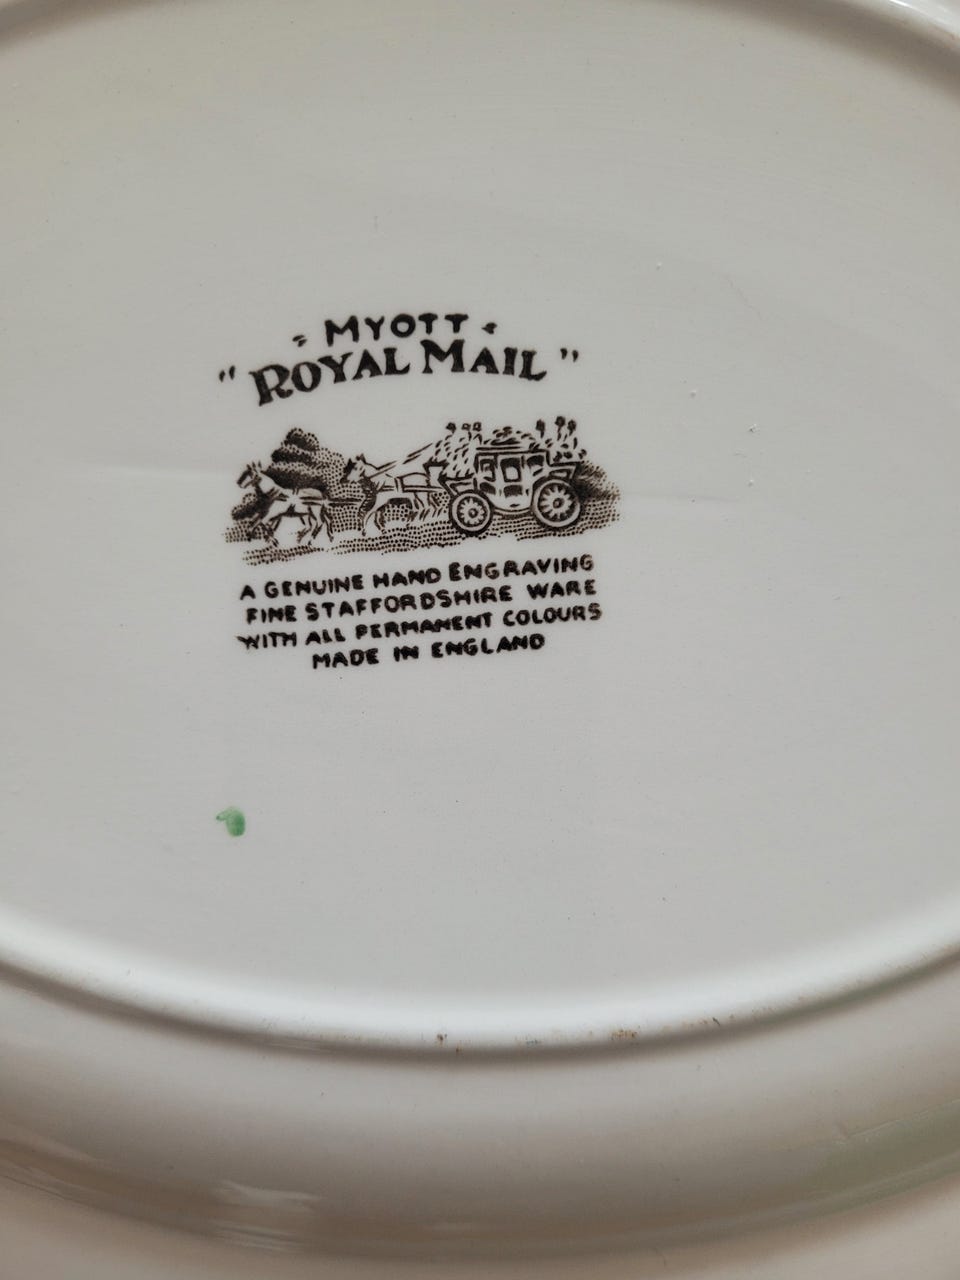 MYOTT
"ROYAL MAIL"
A GENUINE HAND ENGRAVING
FINE STAFFORDSHIRE WARE
WITH ALL PERMANENT COLOURS
MADE IN ENGLAND